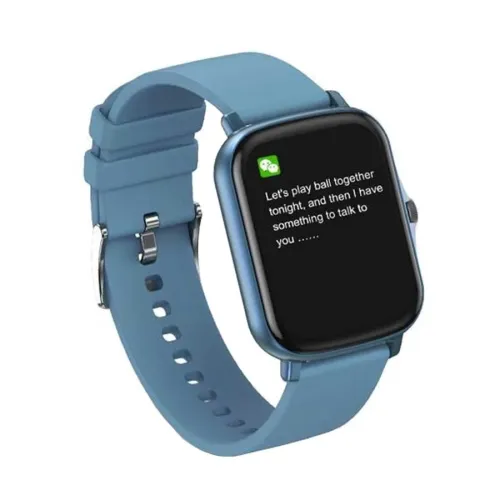 Let's play ball together
tonight, and then I have
something to talk to
you ......